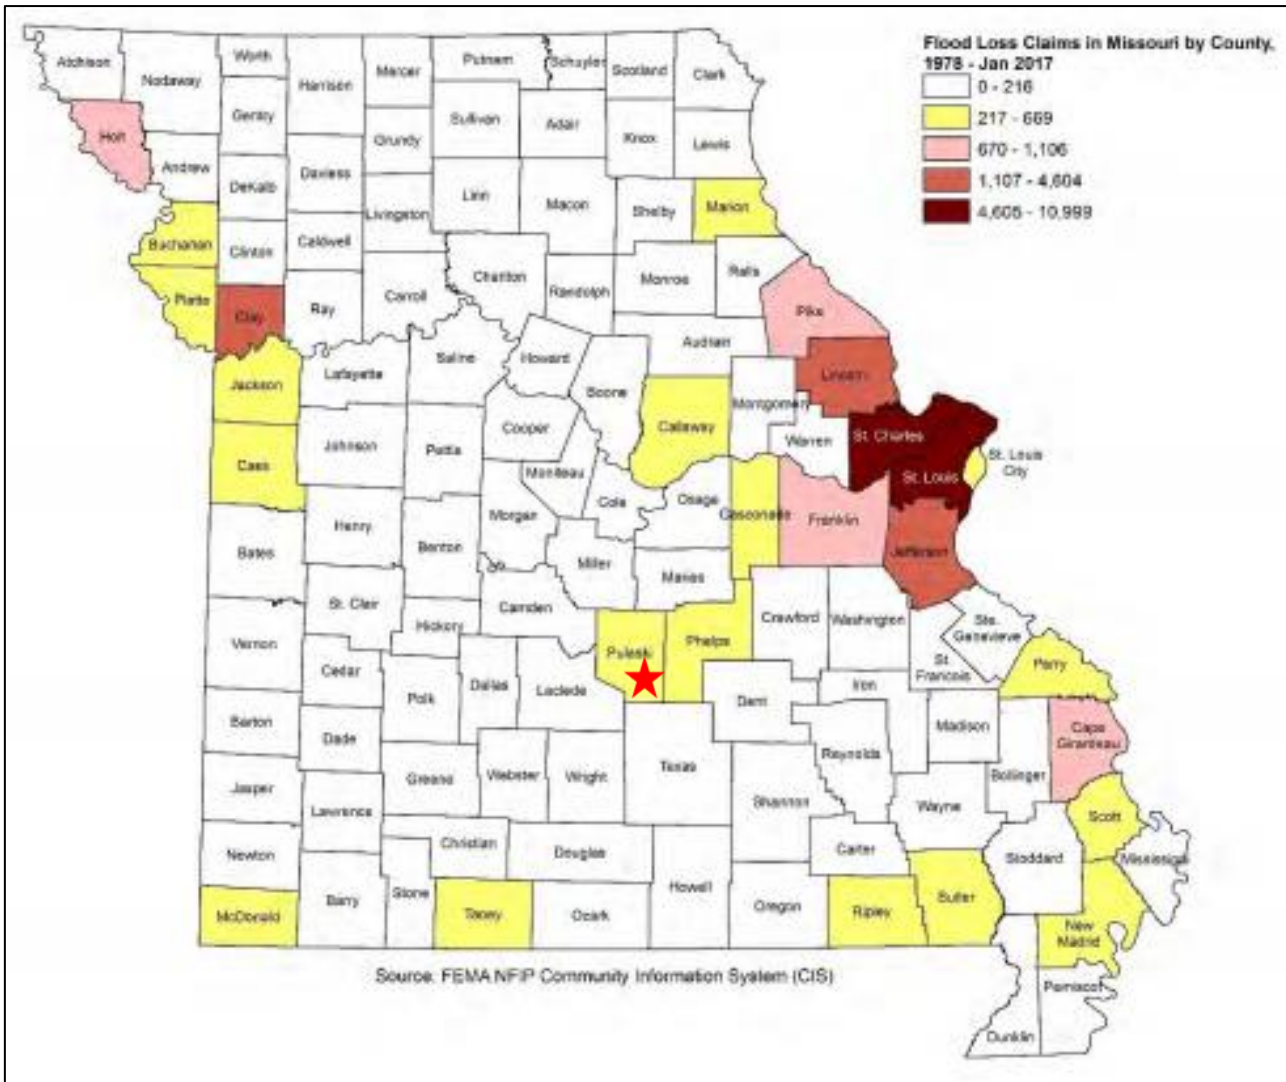 Flood Loss Claims in Missouri by County,
1978 - Jan 2017
0 - 216
217 - 669
670 - 1,106
1,107 - 4,604
4,605 - 10,999
Atchison
Nodaway
Worth
Harrison
Mercer
Putnam
Schuyler
Scotland
Clark
Holt
Gentry
Sullivan
Adair
Knox
Lewis
Grundy
Andrew
DeKalb
Daviess
Linn
Macon
Shelby
Marion
Livingston
Buchanan
Clinton
Caldwell
Chariton
Randolph
Monroe
Ralls
Platte
Clay
Ray
Carroll
Pike
Audrain
Saline
Howard
Jackson
Lafayette
Boone
Lincoln
Montgomery
Callaway
Cooper
Warren
St. Charles
Johnson
Pettis
Cass
Moniteau
St. Louis
City
St. Louis
Cole
Osage
Gasconade
Franklin
Morgan
Henry
Benton
Bates
Miller
Maries
Jefferson
St. Clair
Camden
Hickory
Crawford
Washington
Ste.
Genevieve
Vernon
Pulaski
Phelps
Cedar
St.
Francois
Perry
Polk
Dallas
Laclede
Dent
Iron
Barton
Dade
Madison
Cape
Girardeau
Reynolds
Bollinger
Greene
Webster
Wright
Texas
Jasper
Lawrence
Shannon
Wayne
Scott
Christian
Douglas
Carter
Newton
Stoddard
Mississippi
Barry
Stone
Howell
McDonald
Taney
Ozark
Oregon
Ripley
Butler
New
Madrid
Pemiscot
Dunklin
Source: FEMA NFIP Community Information System (CIS)